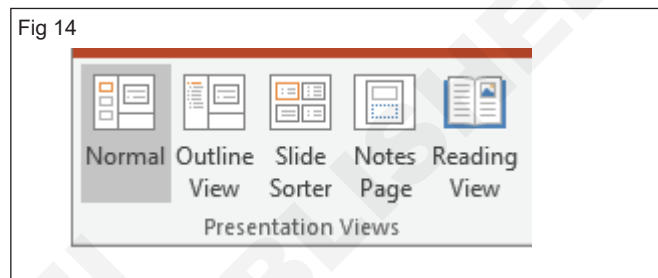 Fig 14
Normal Outline Slide Notes Reading
View Sorter Page View
Presentation Views